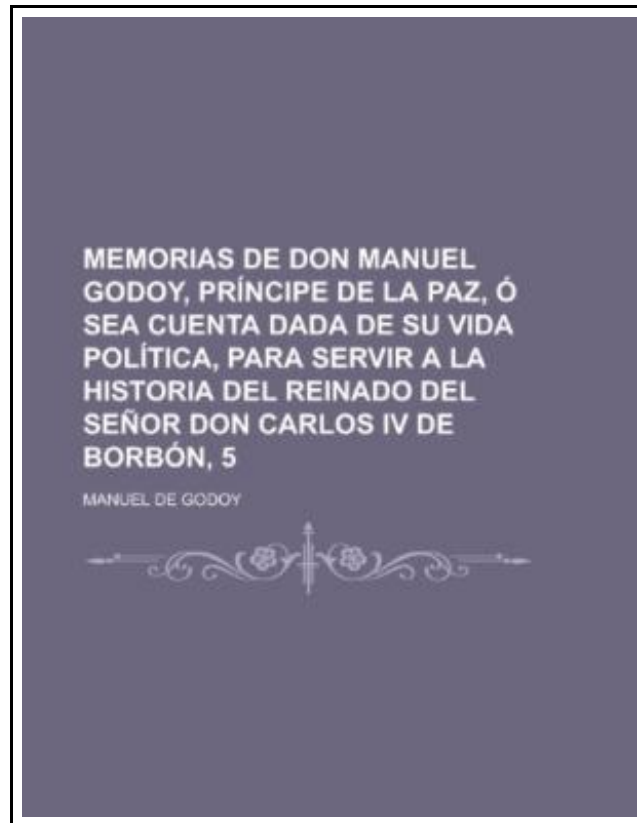 MEMORIAS DE DON MANUEL
GODOY, PRÍNCIPE DE LA PAZ, Ó
SEA CUENTA DADA DE SU VIDA
POLÍTICA, PARA SERVIR A LA
HISTORIA DEL REINADO DEL
SEÑOR DON CARLOS IV DE
BORBÓN, 5
MANUEL DE GODOY